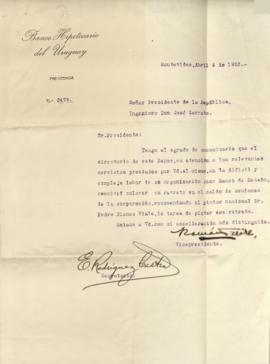 Banco Hipotecario
del Uruguay
PRESIDENCIA
Montevideo, Abril 4 de
Señor Presidente de la República,
Ingeniero Don José Serrato.
Sr. Presidente:
Tengo el agrado de comunicarle que el
directorio de este Banco, en atención a los relevantes
servicios prestados por Vd. al mismo, en la difícil y
compleja labor de su organización como Banco de Estado,
resolvió colocar su retrato en el salón de sesiones
de la corporación, encomendando al pintor nacional Sr.
Pedro Blanes Viale, la tarea de pintar ese retrato.
Saluda a Vd. con mi consideración más distinguida.
Vicepresidente.
E. Rodriguez Castro
Secretario.